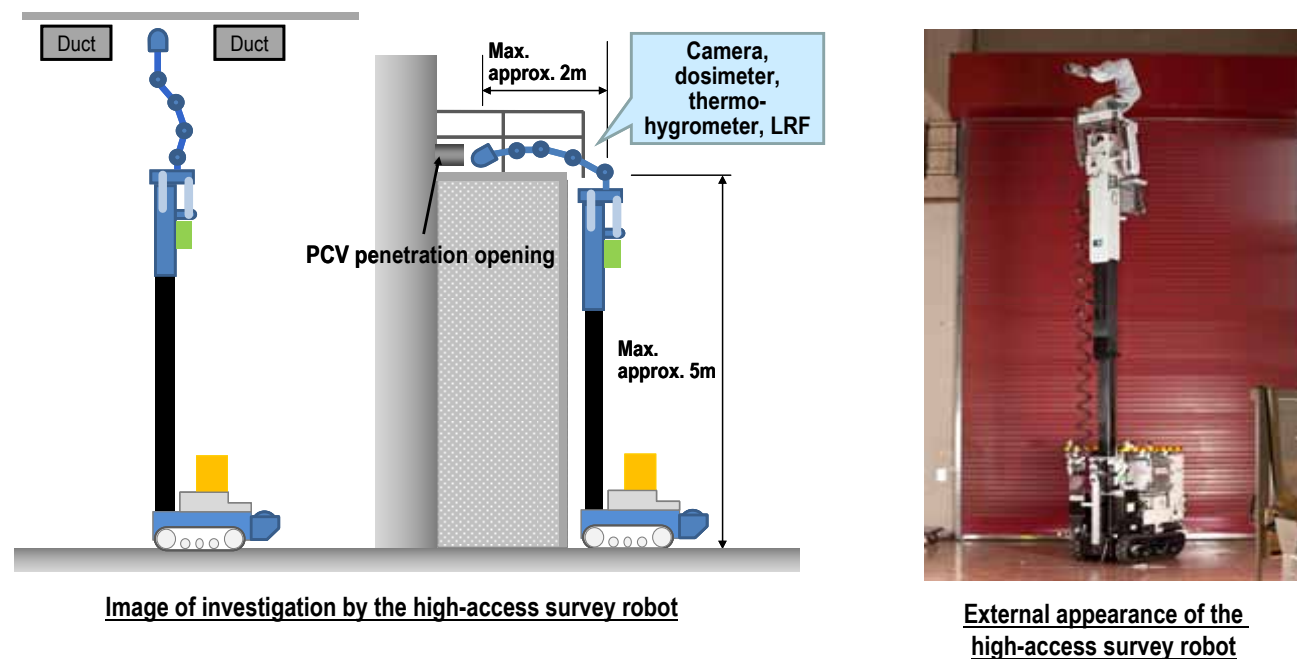 Duct
Duct
Max.
approx. 2m
Camera,
dosimeter,
thermo-
hygrometer, LRF
PCV penetration opening
Max.
approx. 5m
Image of investigation by the high-access survey robot
External appearance of the
high-access survey robot